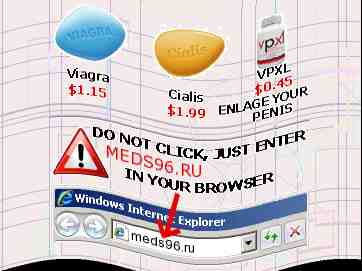 VIAGRA
Cialis
vpxl
Viagra
$1.15
Cialis
$1.99
VPXL
$0.45
ENLAGE YOUR
PENIS
DO NOT CLICK, JUST ENTER
MEDS96.RU
IN YOUR BROWSER
Windows Internet Explorer
meds96.ru